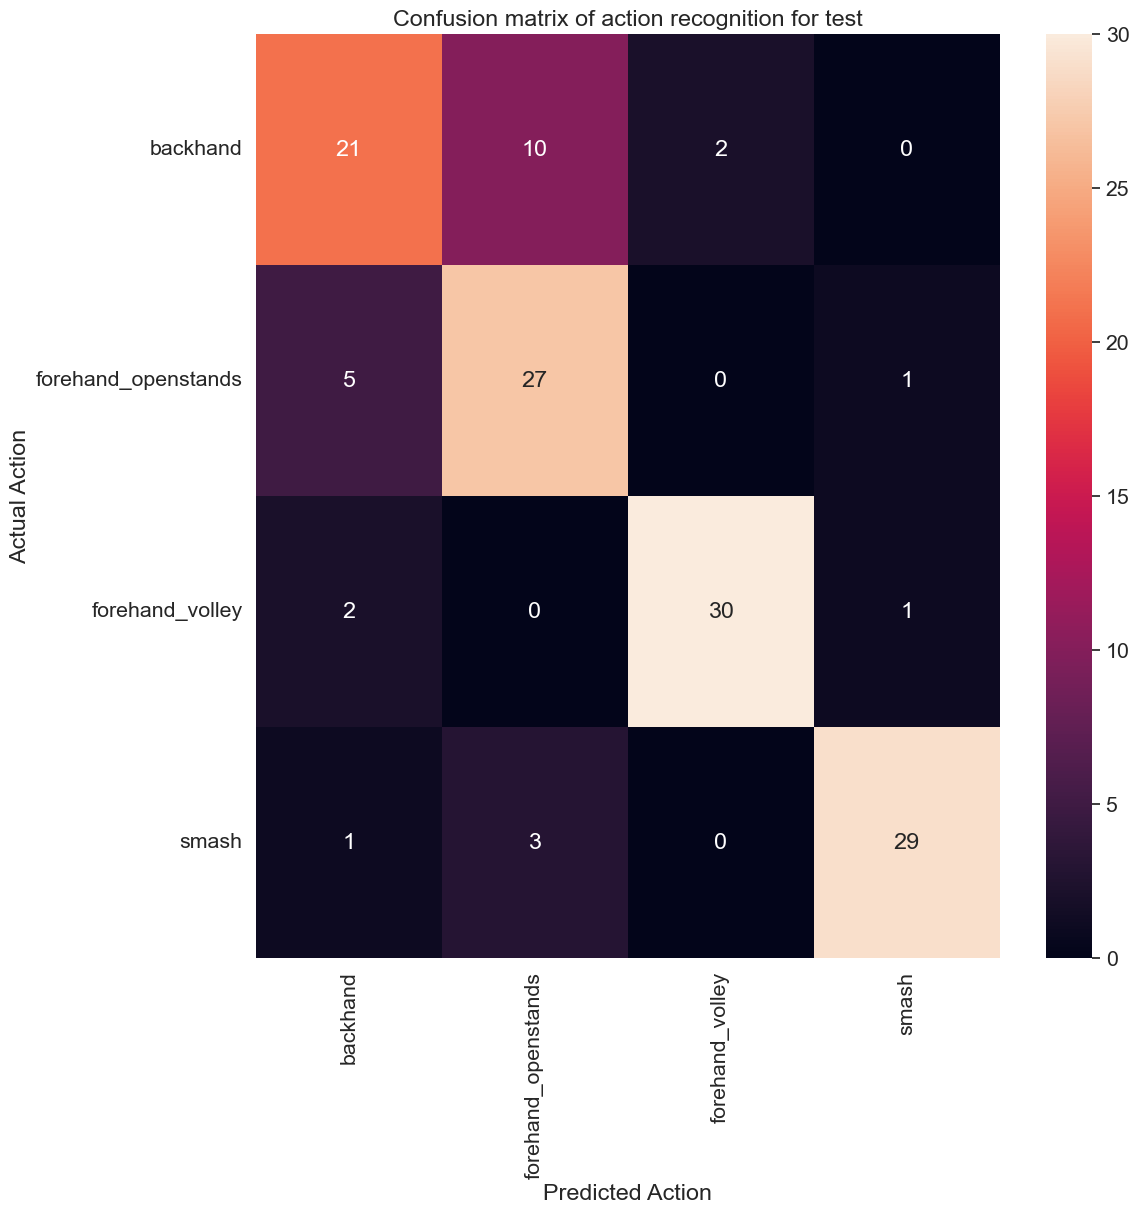 Confusion matrix of action recognition for test
Actual Action
backhand
21 10 2 0
forehand_openstands
5 27 0 1
forehand_volley
2 0 30 1
smash
1 3 0 29
backhand
forehand_openstands
forehand_volley
smash
Predicted Action
30
25
20
15
10
5
0